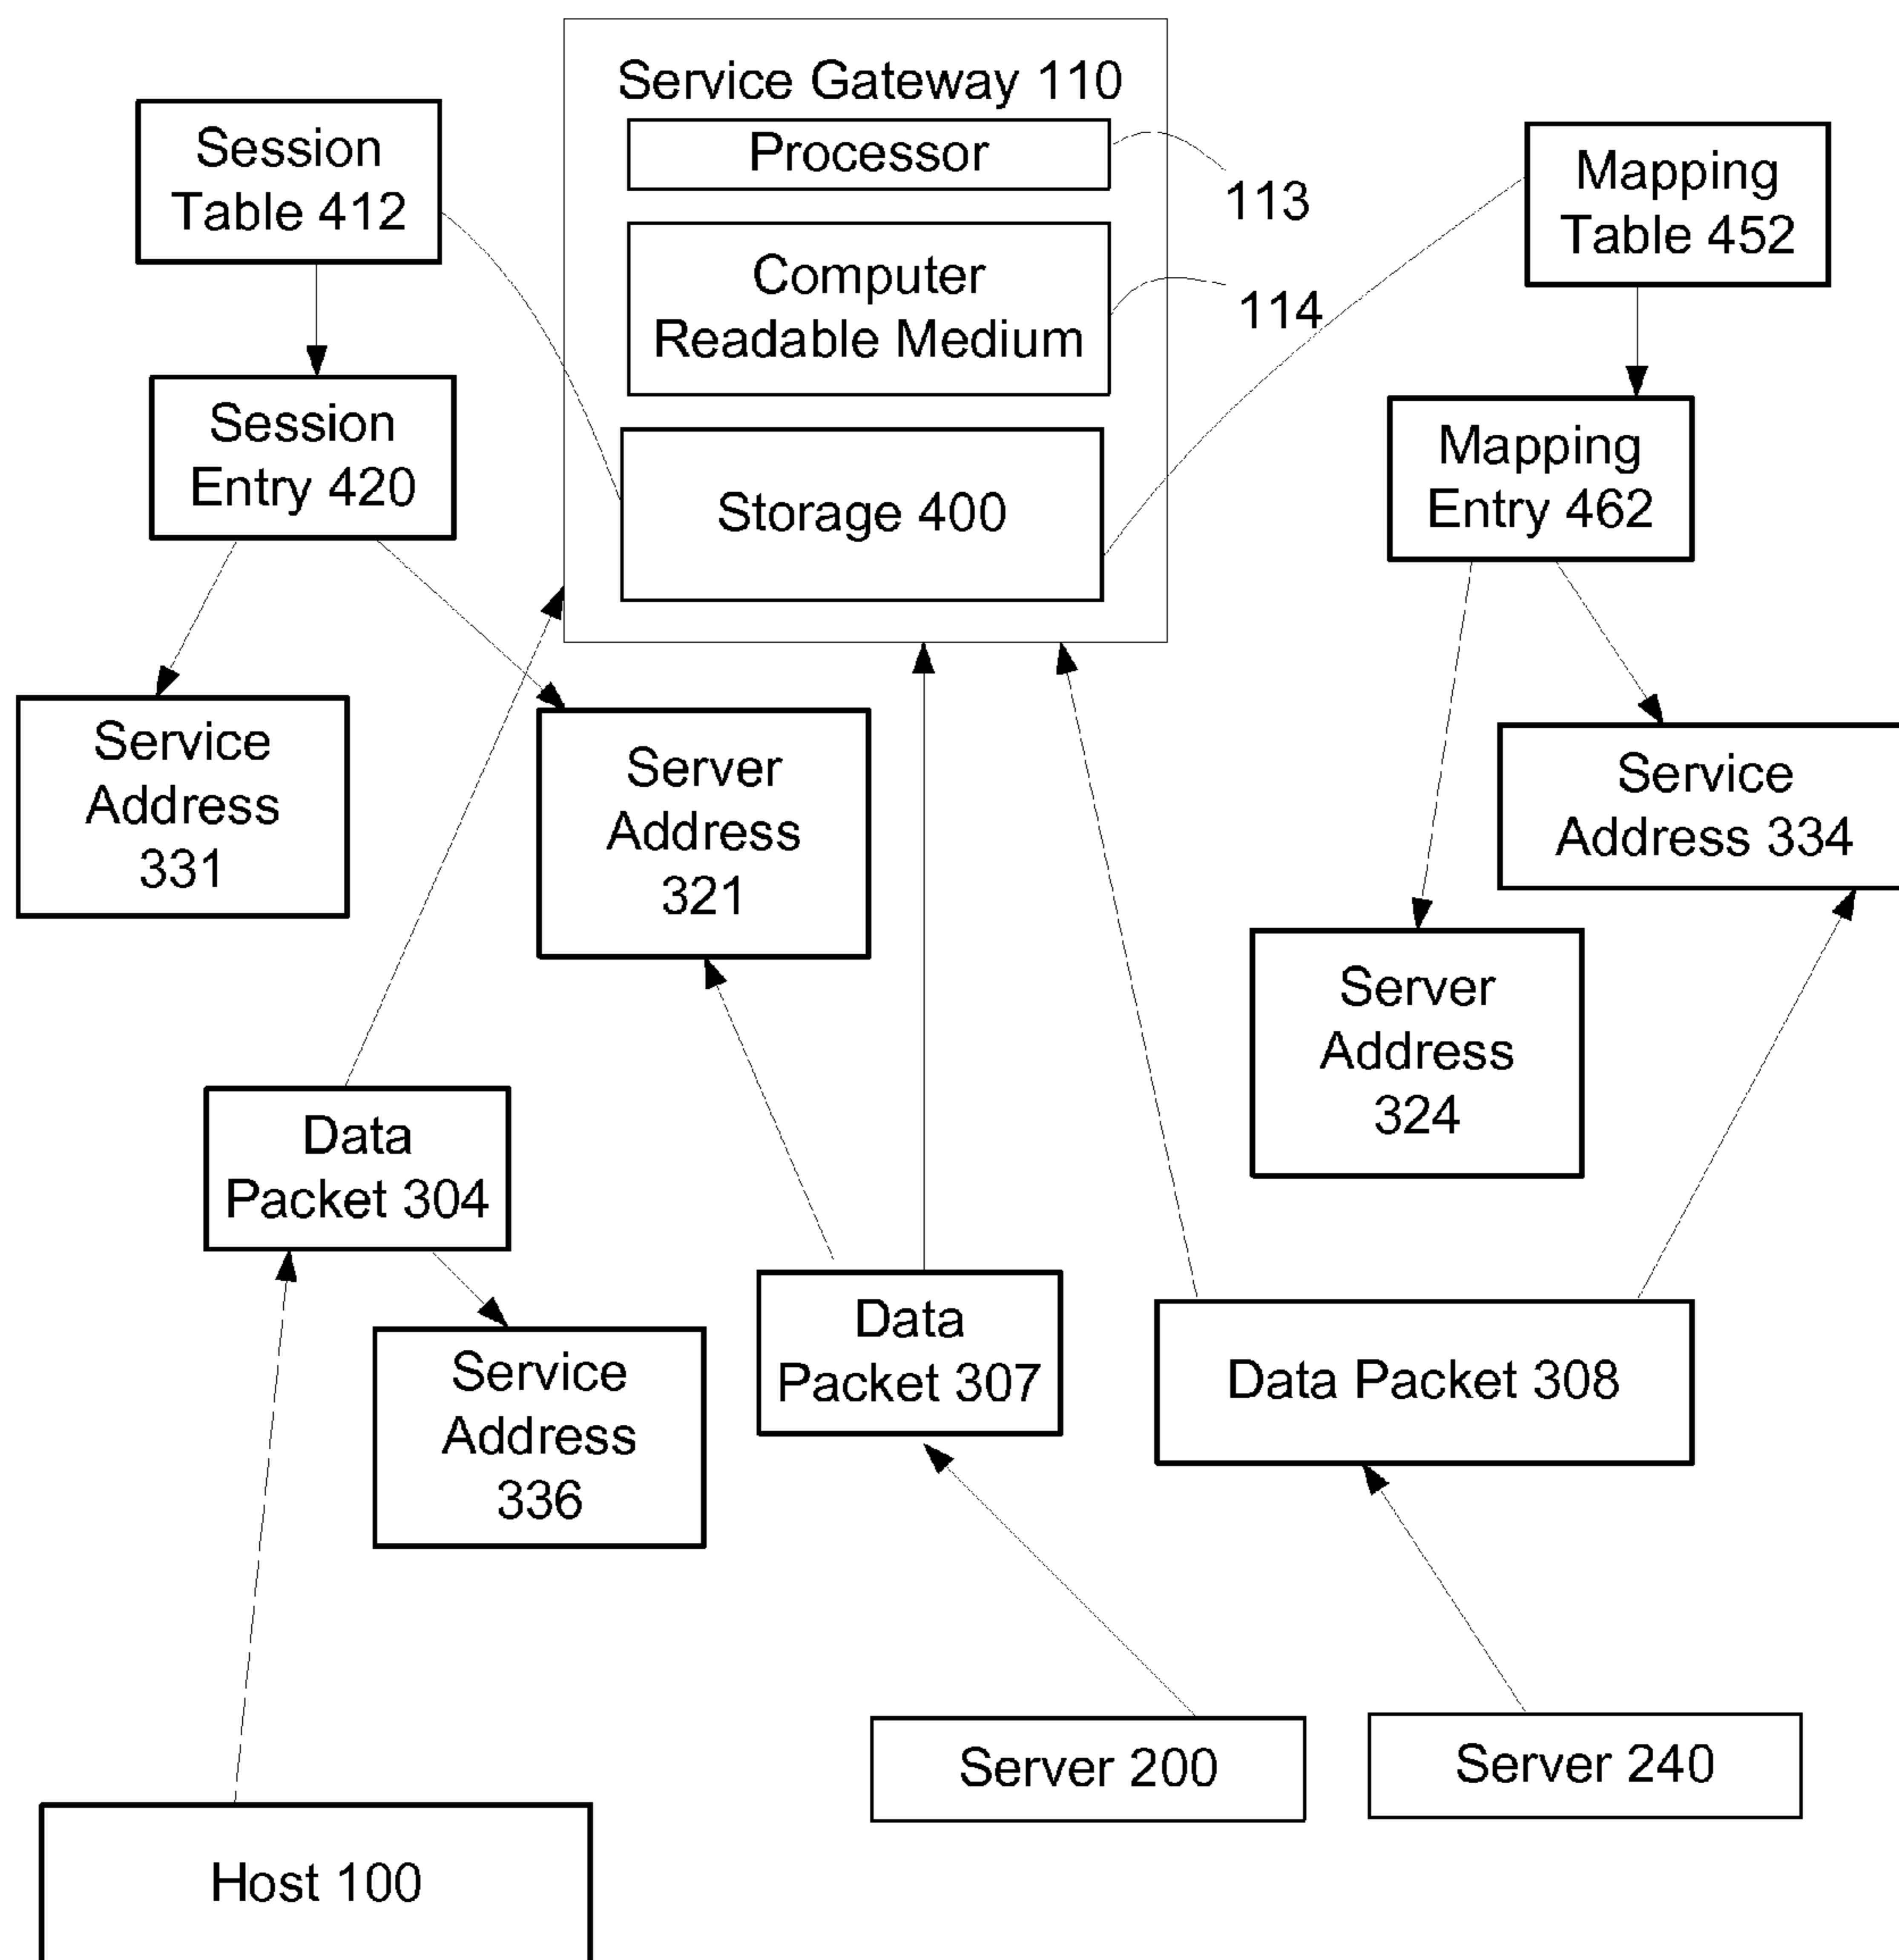 Service Gateway 110
Processor
113
Computer
Readable Medium
114
Storage 400
Session
Table 412
Mapping
Table 452
Session
Entry 420
Mapping
Entry 462
Service
Address
331
Server
Address
321
Service
Address 334
Server
Address
324
Data
Packet 304
Service
Address
336
Data
Packet 307
Data Packet 308
Server 200
Server 240
Host 100